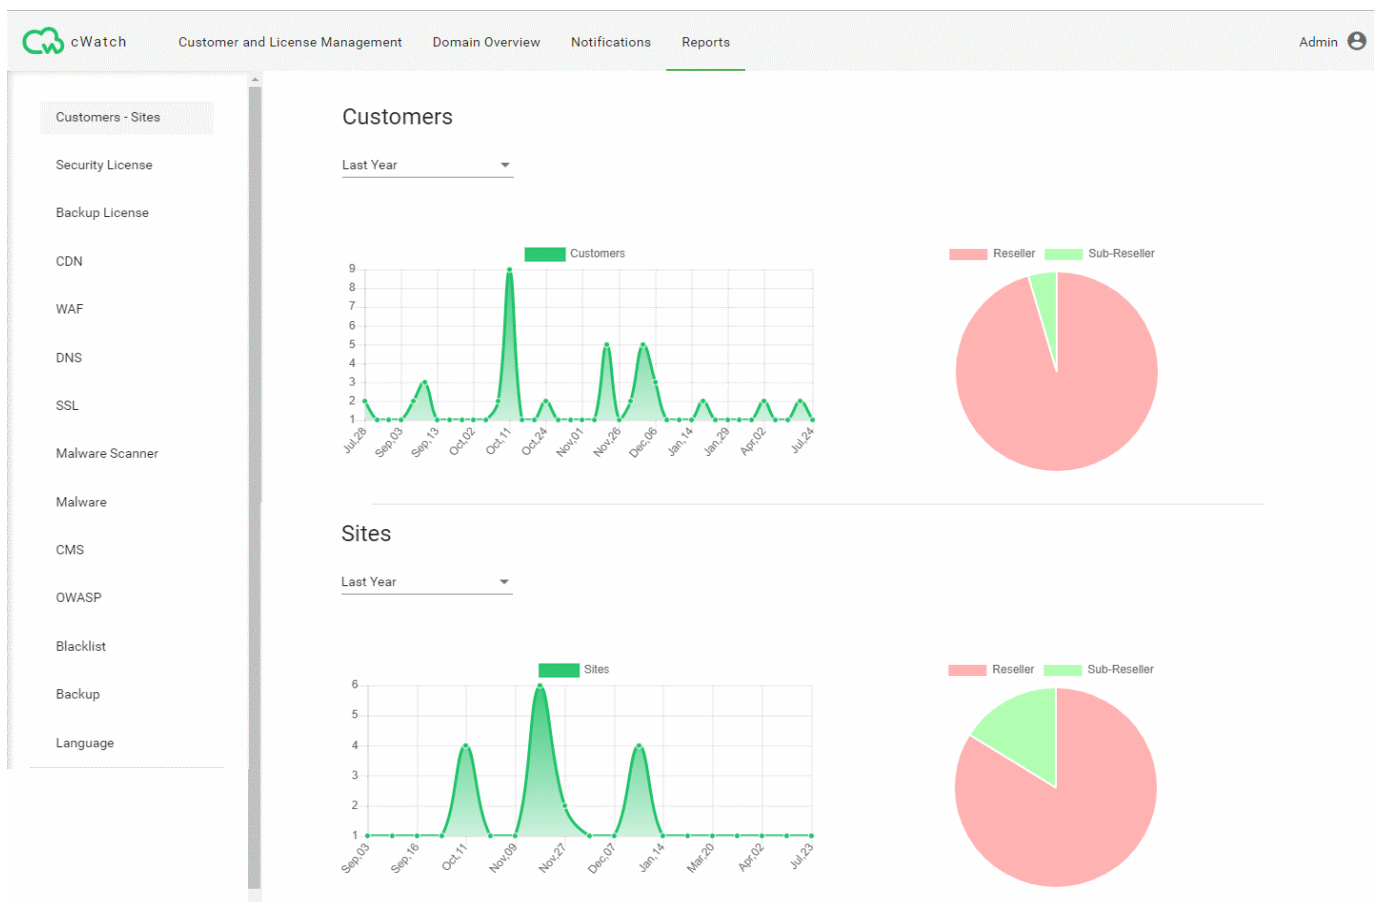 cWatch
Customer and License Management
Domain Overview
Notifications
Reports
Admin
Customers - Sites
Security License
Backup License
CDN
WAF
DNS
SSL
Malware Scanner
Malware
CMS
OWASP
Blacklist
Backup
Language
Customers
Last Year
Customers
9
8
7
6
5
4
3
2
1
Jul,28
Sep,03
Sep,13
Oct,02
Oct,11
Oct,24
Nov,01
Nov,26
Dec,06
Jan,14
Jan,29
Apr,02
Jul,24
Reseller
Sub-Reseller
Sites
Last Year
Sites
6
5
4
3
2
1
Sep,03
Sep,16
Oct,11
Nov,09
Nov,27
Dec,07
Jan,14
Mar,20
Apr,02
Jul,23
Reseller
Sub-Reseller